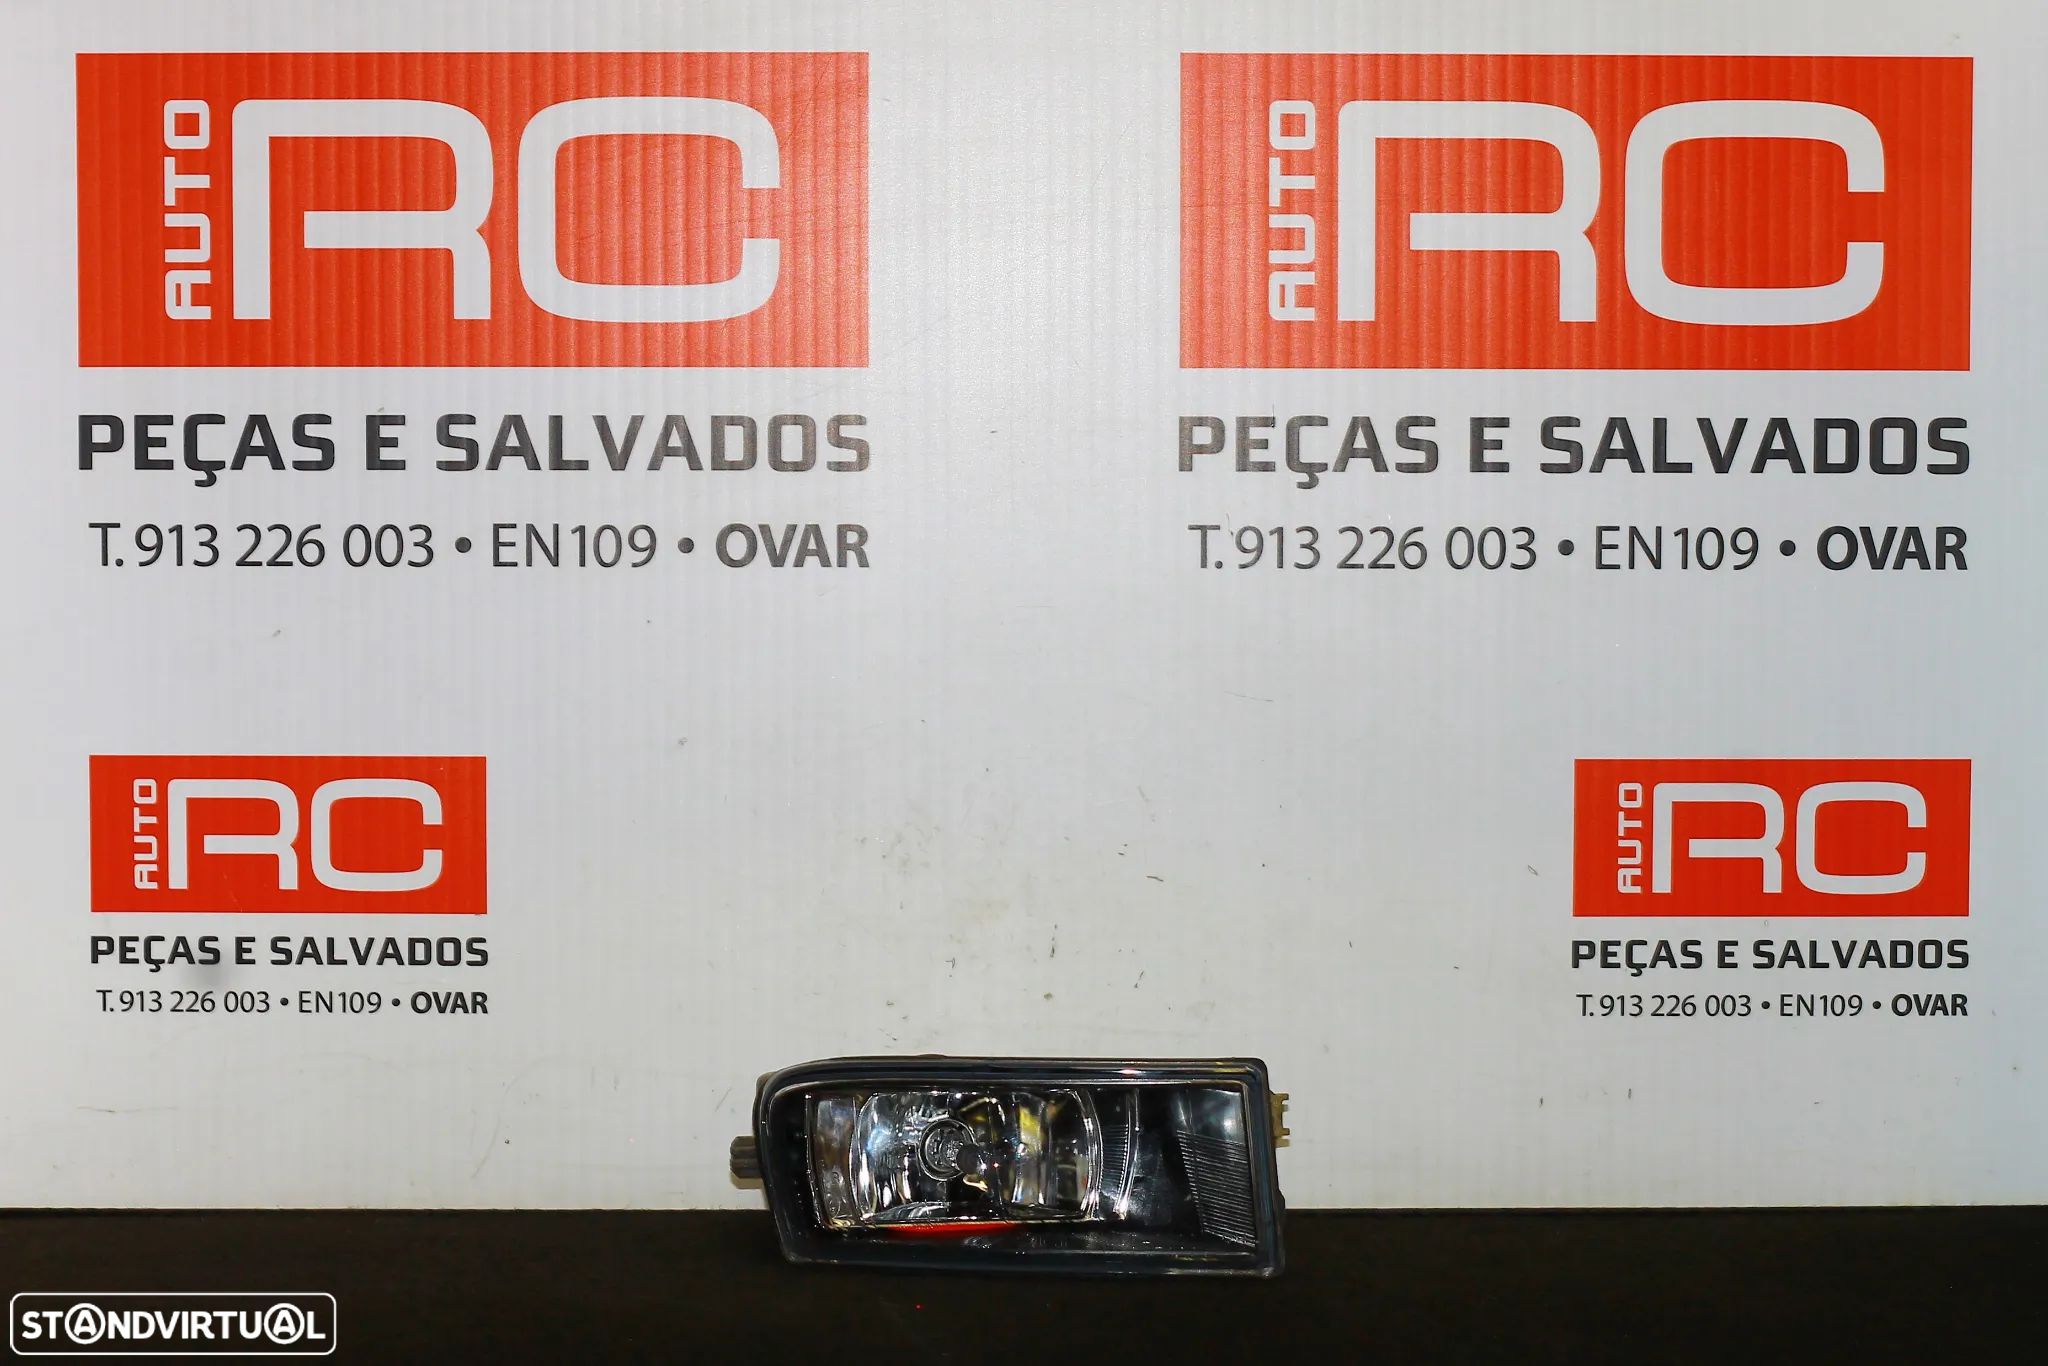 AUTO RC
PEÇAS E SALVADOS
T. 913 226 003 • EN109 • OVAR
AUTO RC
PEÇAS E SALVADOS
T. 913 226 003 • EN109 • OVAR
AUTO RC
PEÇAS E SALVADOS
T. 913 226 003 • EN109 • OVAR
AUTO RC
PEÇAS E SALVADOS
T. 913 226 003 • EN109 • OVAR
STANDVIRTUAL